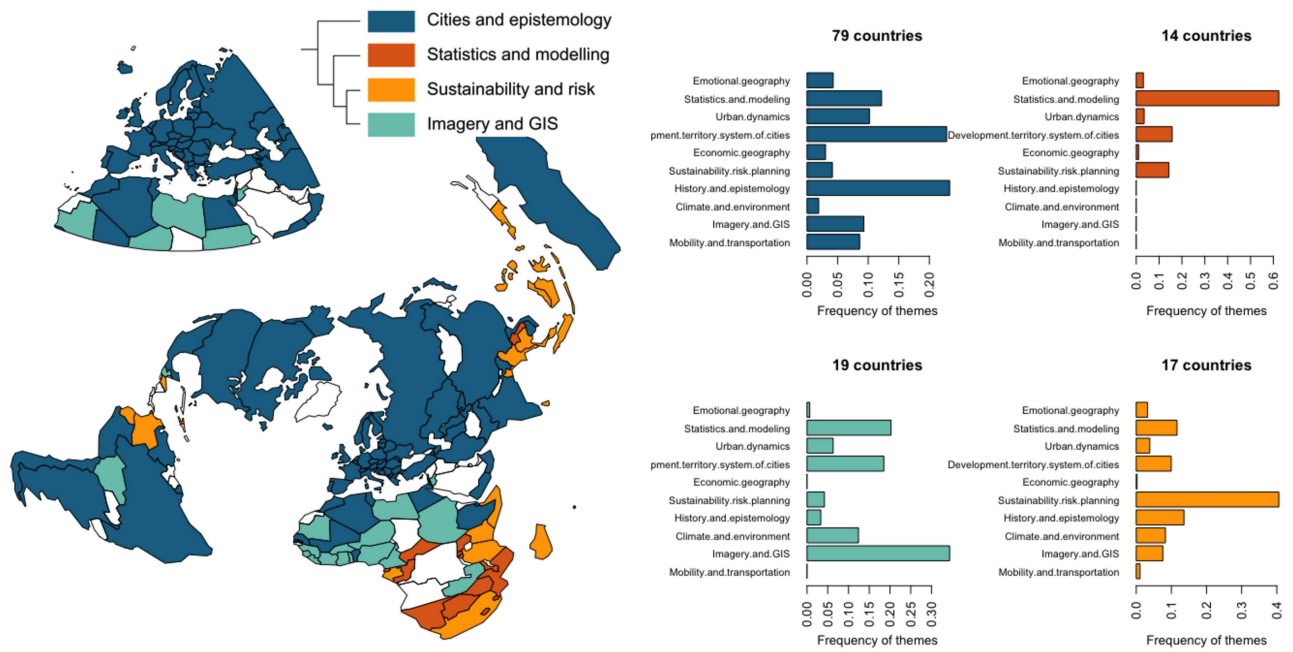 Cities and epistemology
Statistics and modelling
Sustainability and risk
Imagery and GIS
79 countries
Emotional.geography
Statistics.and.modeling
Urban.dynamics
pment.territory.system.of.cities
Economic.geography
Sustainability.risk.planning
History.and.epistemology
Climate.and.environment
Imagery.and.GIS
Mobility.and.transportation
0.00 0.05 0.10 0.15 0.20
Frequency of themes
14 countries
Emotional.geography
Statistics.and.modeling
Urban.dynamics
Development.territory.system.of.cities
Economic.geography
Sustainability.risk.planning
History.and.epistemology
Climate.and.environment
Imagery.and.GIS
Mobility.and.transportation
0.0 0.1 0.2 0.3 0.4 0.5 0.6
Frequency of themes
19 countries
Emotional.geography
Statistics.and.modeling
Urban.dynamics
pment.territory.system.of.cities
Economic.geography
Sustainability.risk.planning
History.and.epistemology
Climate.and.environment
Imagery.and.GIS
Mobility.and.transportation
0.00 0.05 0.10 0.15 0.20 0.25 0.30
Frequency of themes
17 countries
Emotional.geography
Statistics.and.modeling
Urban.dynamics
Development.territory.system.of.cities
Economic.geography
Sustainability.risk.planning
History.and.epistemology
Climate.and.environment
Imagery.and.GIS
Mobility.and.transportation
0.0 0.1 0.2 0.3 0.4
Frequency of themes